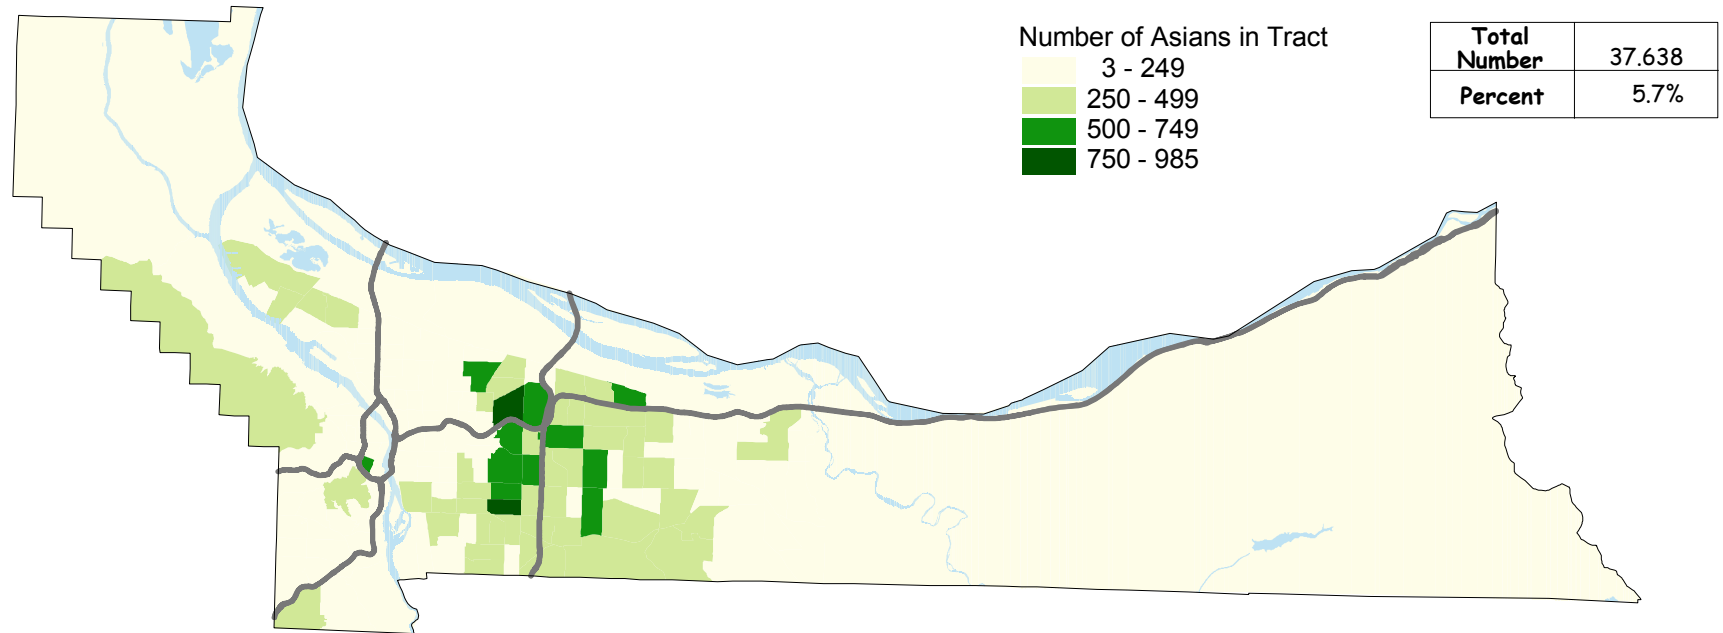 Number of Asians in Tract
3 - 249
250 - 499
500 - 749
750 - 985
Total
Number
37.638
Percent
5.7%